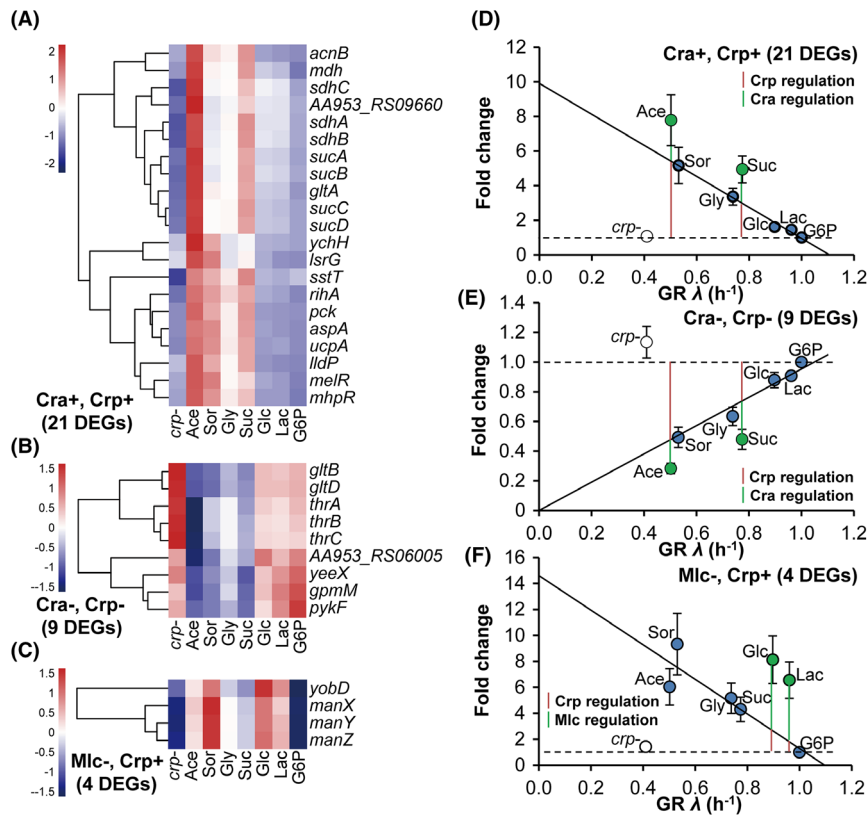 (A)
2
1
0
-1
-2
acnB
mdh
sdhC
AA953_RS09660
sdhA
sdhB
sucA
sucB
gltA
sucC
sucD
ychH
lsrG
sstT
rihA
pck
aspA
ucpA
lldP
melR
mhpR
Cra+, Crp+
(21 DEGs)
crp- Ace Sor Gly Suc Glc Lac G6P
(B)
1.5
1
0.5
0
-0.5
-1
--1.5
gltB
gltD
thrA
thrB
thrC
AA953_RS06005
yeeX
gpmM
pykF
Cra-, Crp-
(9 DEGs)
crp- Ace Sor Gly Suc Glc Lac G6P
(C)
1.5
1
0.5
0
-0.5
-1
--1.5
yobD
manX
manY
manZ
Mlc-, Crp+
(4 DEGs)
crp- Ace Sor Gly Suc Glc Lac G6P
(D)
Cra+, Crp+ (21 DEGs)
Crp regulation
Cra regulation
Fold change
12
10
8
6
4
2
0
Ace
Sor
Suc
Gly
Glc
Lac
G6P
crp-
0.0 0.2 0.4 0.6 0.8 1.0 1.2
GR λ (h-1)
(E)
Cra-, Crp- (9 DEGs)
Fold change
1.4
1.2
1.0
0.8
0.6
0.4
0.2
0
crp-
G6P
Glc
Lac
Gly
Sor
Suc
Ace
Crp regulation
Cra regulation
0.0 0.2 0.4 0.6 0.8 1.0 1.2
GR λ (h-1)
(F)
Mlc-, Crp+ (4 DEGs)
Fold change
16
14
12
10
8
6
4
2
0
Sor
Glc
Ace
Lac
Gly
Suc
Crp regulation
Mlc regulation
crp-
G6P
0.0 0.2 0.4 0.6 0.8 1.0 1.2
GR λ (h-1)